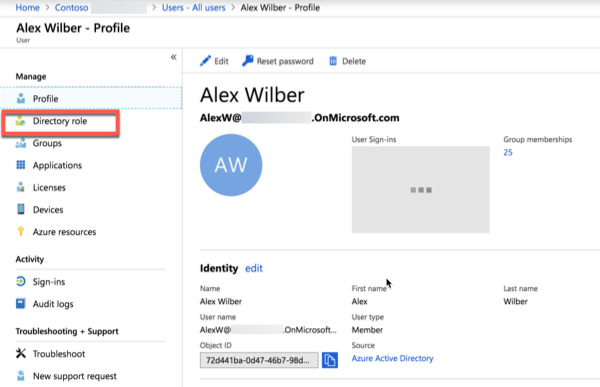 Home > Contoso > Users - All users > Alex Wilber - Profile
Alex Wilber - Profile
User
«
Manage
Profile
Directory role
Groups
Applications
Licenses
Devices
Azure resources
Activity
Sign-ins
Audit logs
Troubleshooting + Support
Troubleshoot
New support request
Edit Reset password Delete
Alex Wilber
AlexW@ .OnMicrosoft.com
AW
User Sign-ins
Group memberships
25
Identity edit
Name First name Last name
Alex Wilber Alex Wilber
User name User type
AlexW@ .OnMicrosoft... Member
Object ID Source
72d441ba-0d47-46b7-98d... Azure Active Directory